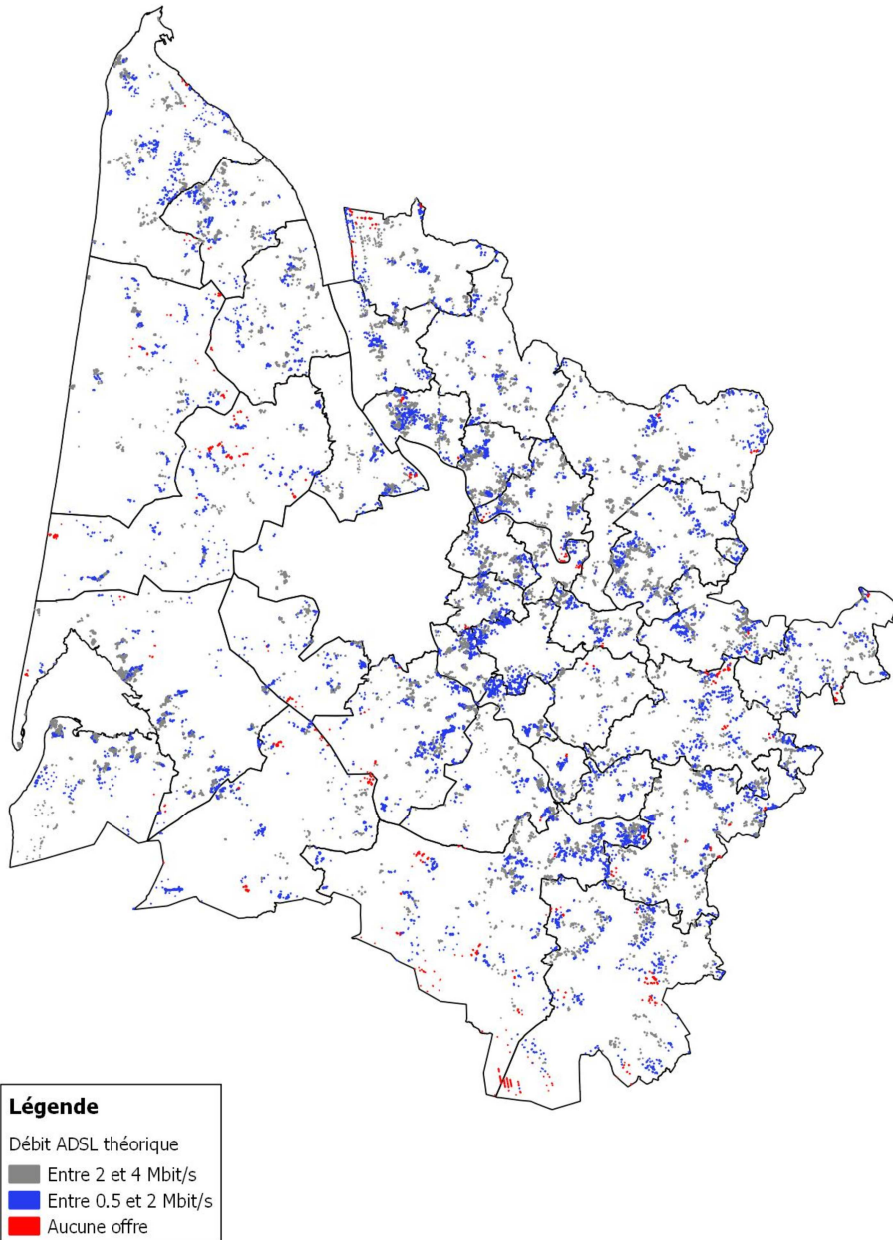 Légende
Débit ADSL théorique
Entre 2 et 4 Mbit/s
Entre 0.5 et 2 Mbit/s
Aucune offre